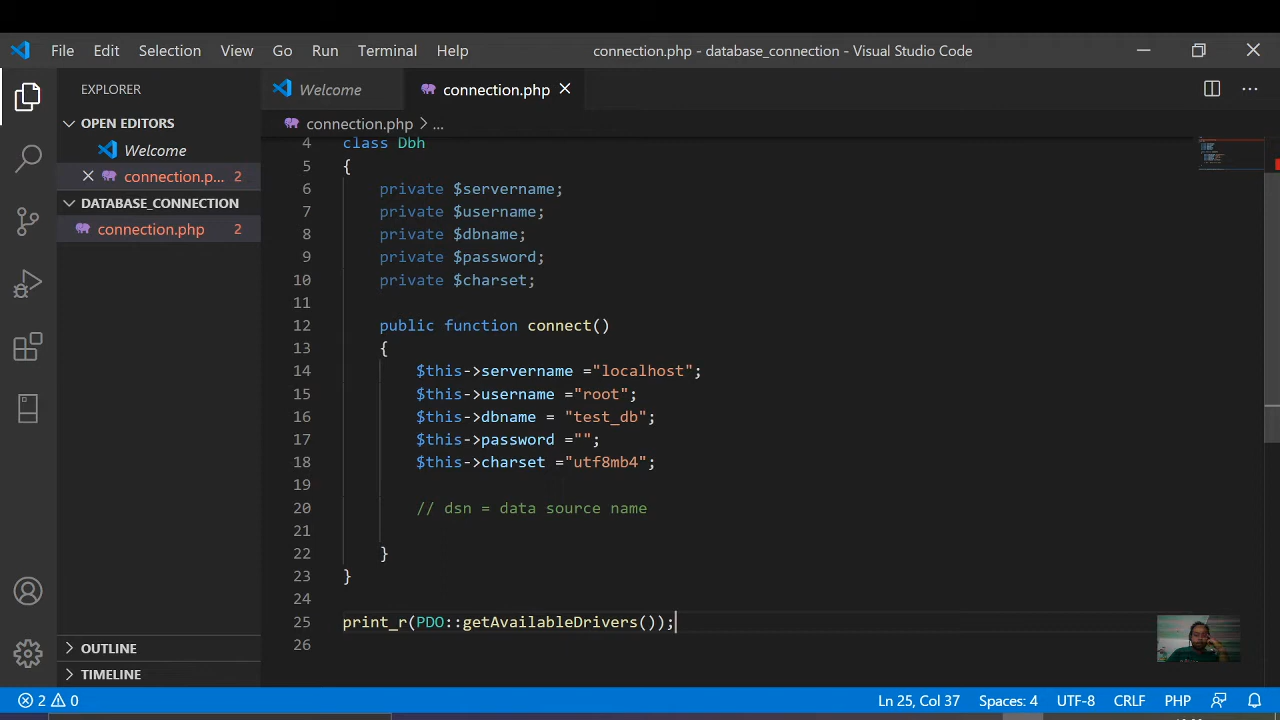 File Edit Selection View Go Run Terminal Help connection.php - database_connection - Visual Studio Code
EXPLORER
OPEN EDITORS
Welcome
connection.p... 2
DATABASE_CONNECTION
connection.php 2
OUTLINE
TIMELINE
Welcome connection.php
connection.php > ...
4 class Dbh
5 {
6 private $servername;
7 private $username;
8 private $dbname;
9 private $password;
10 private $charset;
11
12 public function connect()
13 {
14 $this->servername ="localhost";
15 $this->username ="root";
16 $this->dbname = "test_db";
17 $this->password ="";
18 $this->charset ="utf8mb4";
19
20 // dsn = data source name
21
22 }
23 }
24
25 print_r(PDO::getAvailableDrivers());
26
2 0 Ln 25, Col 37 Spaces: 4 UTF-8 CRLF PHP